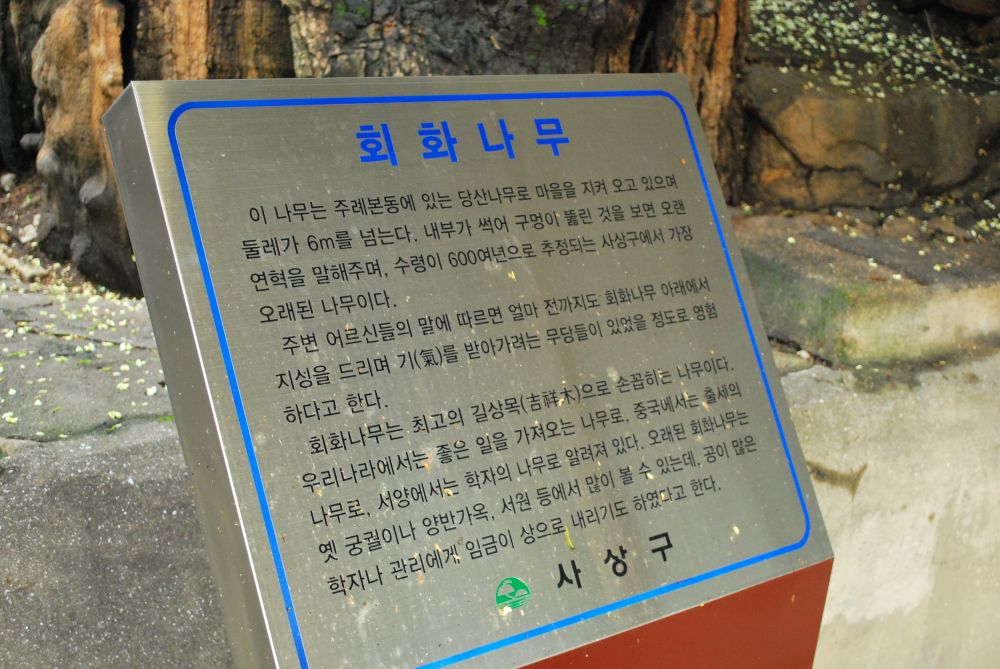 회화나무
이 나무는 주례본동에 있는 당산나무로 마을을 지켜 오고 있으며
둘레가 6m를 넘는다. 내부가 썩어 구멍이 뚫린 것을 보면 오랜
연혁을 말해주며, 수령이 600여년으로 추정되는 사상구에서 가장
오래된 나무이다.
주변 어르신들의 말에 따르면 얼마 전까지도 회화나무 아래에서
지성을 드리며 기(氣)를 받아가려는 무당들이 있었을 정도로 영험
하다고 한다.
회화나무는 최고의 길상목(吉祥木)으로 손꼽히는 나무이다.
우리나라에서는 좋은 일을 가져오는 나무로, 중국에서는 출세의
나무로, 서양에서는 학자의 나무로 알려져 있다. 오래된 회화나무는
옛 궁궐이나 양반가옥, 서원 등에서 많이 볼 수 있는데, 공이 많은
학자나 관리에게 임금이 상으로 내리기도 하였다고 한다.
사상구